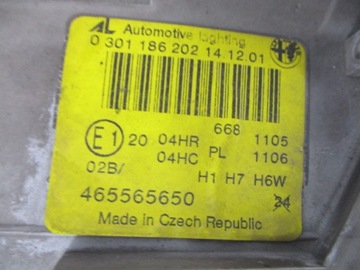 AL Automotive lighting
0 301 186 202 14.12.01
668 1105
E1 20 04HR
04HC PL 1106
02B/ H1 H7 H6W
465565650 24
Made in Czech Republic